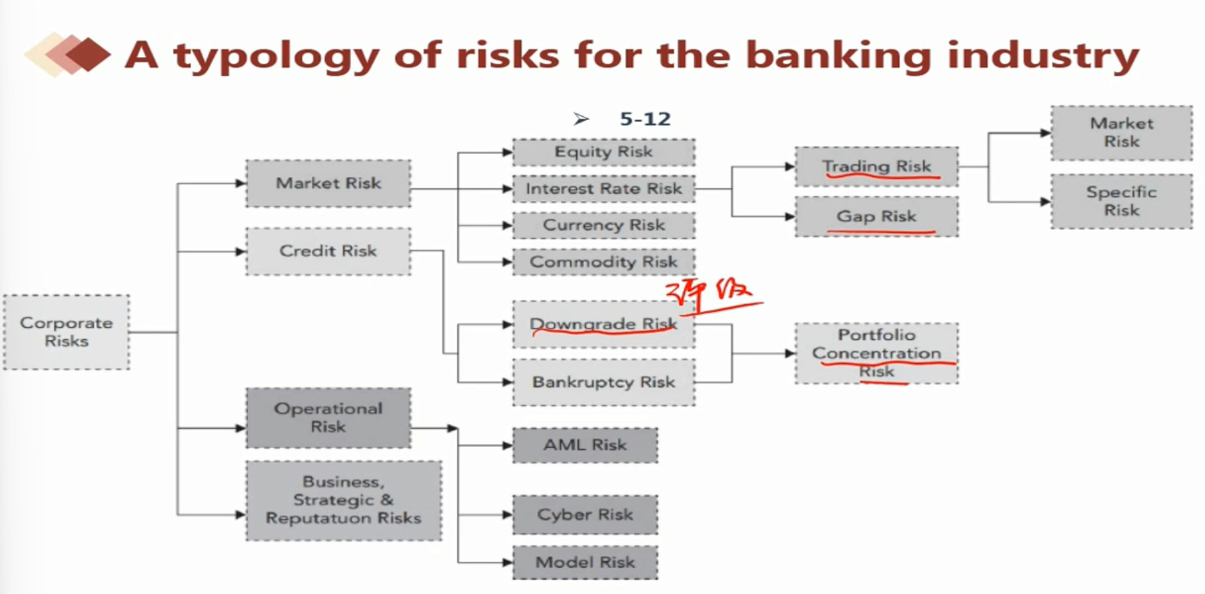 A typology of risks for the banking industry
➢ 5-12
Corporate
Risks
Market Risk
Credit Risk
Operational
Risk
Business,
Strategic &
Reputatuon Risks
Equity Risk
Interest Rate Risk
Currency Risk
Commodity Risk
评级
Downgrade Risk
Bankruptcy Risk
AML Risk
Cyber Risk
Model Risk
Trading Risk
Gap Risk
Portfolio
Concentration
Risk
Market
Risk
Specific
Risk